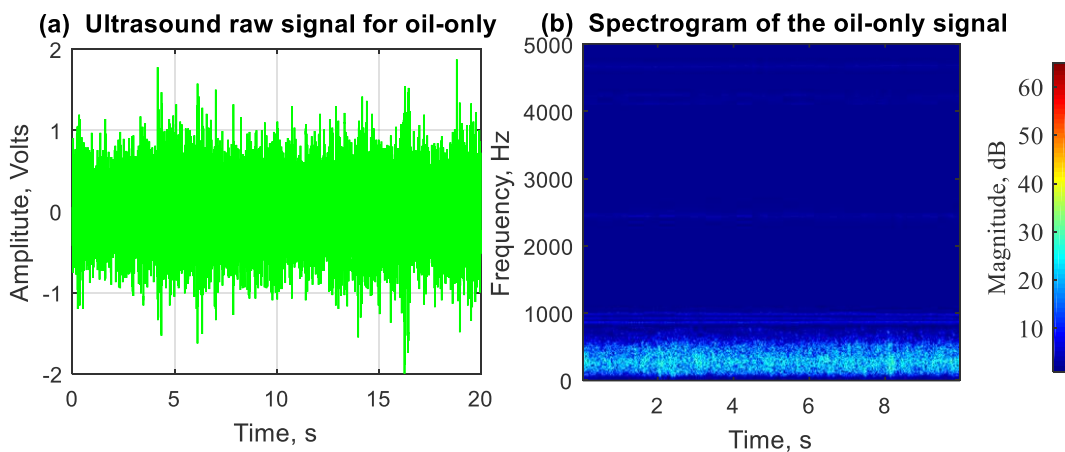 (a) Ultrasound raw signal for oil-only
Amplitute, Volts
2
1
0
-1
-2
0 5 10 15 20
Time, s
(b) Spectrogram of the oil-only signal
Frequency, Hz
5000
4000
3000
2000
1000
0
2 4 6 8
Time, s
Magnitude, dB
60
50
40
30
20
10